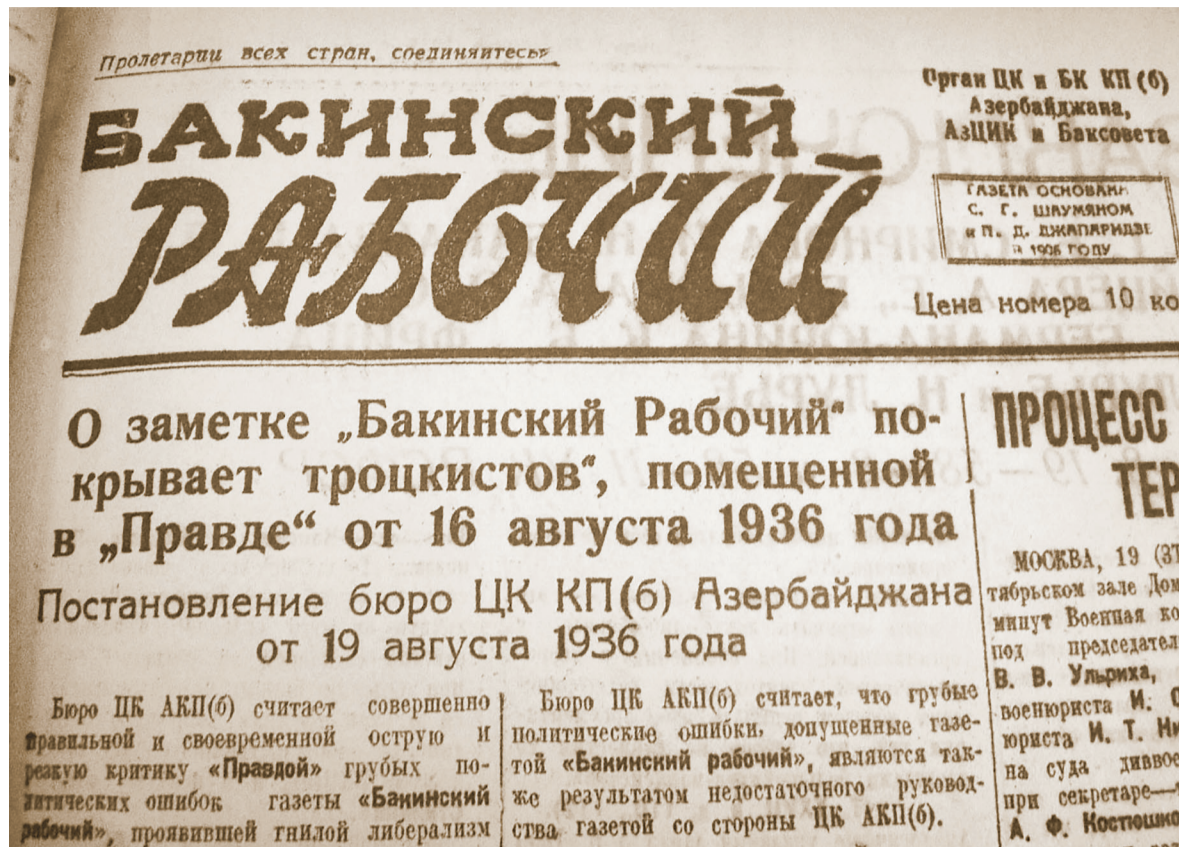 Пролетарии всех стран, соединяйтесь
БАКИНСКИЙ
РАБОЧИЙ
Орган ЦК и БК КП(б)
Азербайджана,
АзЦИК и Баксовета
ГАЗЕТА ОСНОВАНА
С. Г. ШАУМЯНОМ
и П. Д. ДЖАПАРИДЗЕ
в 1906 ГОДУ
Цена номера 10 ко
О заметке „Бакинский Рабочий" по-
крывает троцкистов", помещенной
в „Правде" от 16 августа 1936 года
Постановление бюро ЦК КП(б) Азербайджана
от 19 августа 1936 года
Бюро ЦК АКП(б) считает совершенно
правильной и своевременной острую и
резкую критику «Правдой» грубых по-
литических ошибок газеты «Бакинский
рабочий», проявившей гнилой либерализм
Бюро ЦК АКП(б) считает, что грубые
политические ошибки, допущенные газе-
той «Бакинский рабочий», являются так-
же результатом недостаточного руковод-
ства газетой со стороны ЦК АКП(б).
ПРОЦЕСС
ТЕР
МОСКВА, 19
тябрьском зале Дом
минут Военная ко
под председател
В. В. Ульриха,
военюриста И.
юриста И. Т. Ни
на суда диввое
при секретаре—
А. Ф. Костюшко